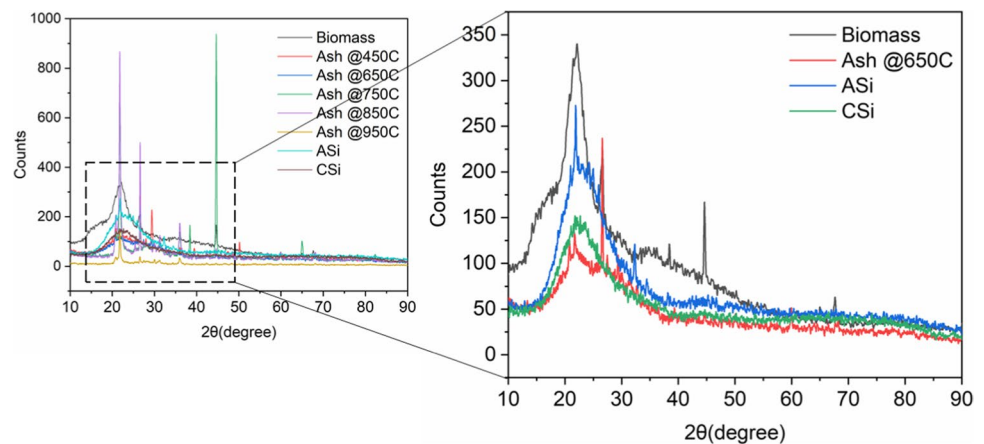 1000
800
600
400
200
0
Counts
10 20 30 40 50 60 70 80 90
2θ(degree)
Biomass
Ash @450C
Ash @650C
Ash @750C
Ash @850C
Ash @950C
ASi
CSi
350
300
250
200
150
100
50
0
Counts
10 20 30 40 50 60 70 80 90
2θ(degree)
Biomass
Ash @650C
ASi
CSi